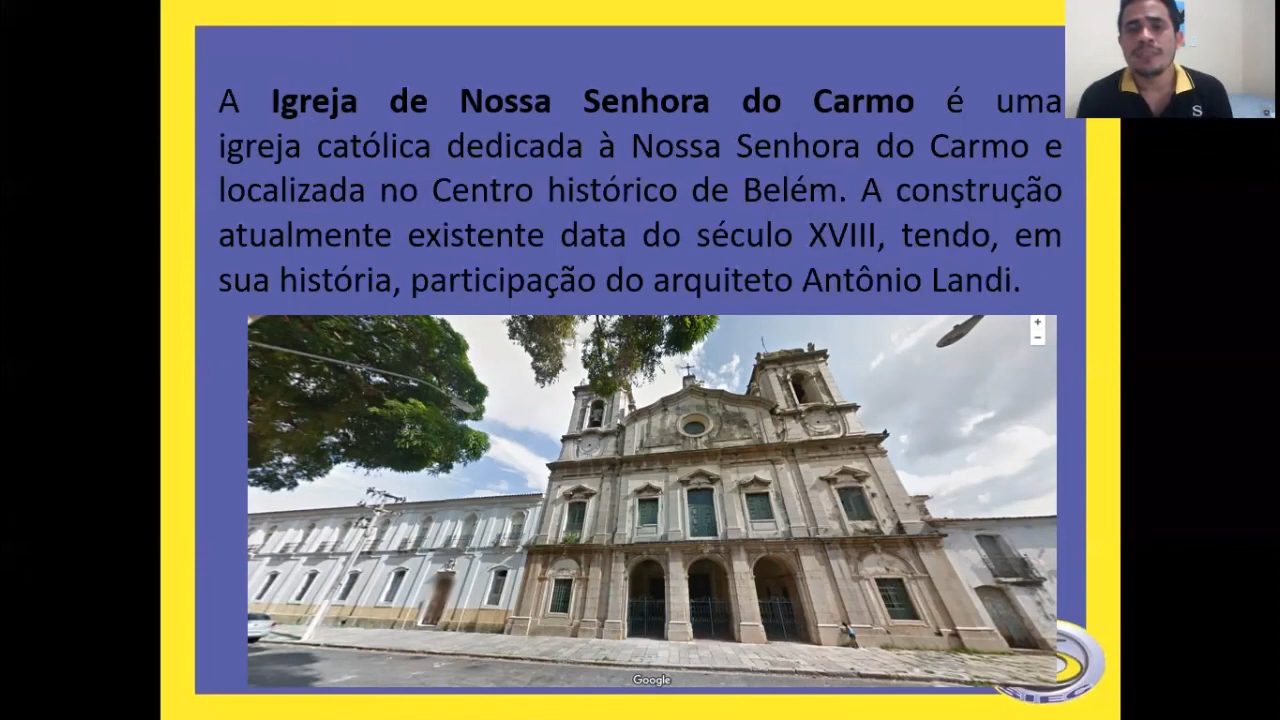 A Igreja de Nossa Senhora do Carmo é uma
igreja católica dedicada à Nossa Senhora do Carmo e
localizada no Centro histórico de Belém. A construção
atualmente existente data do século XVIII, tendo, em
sua história, participação do arquiteto Antônio Landi.
S
+
−
Google